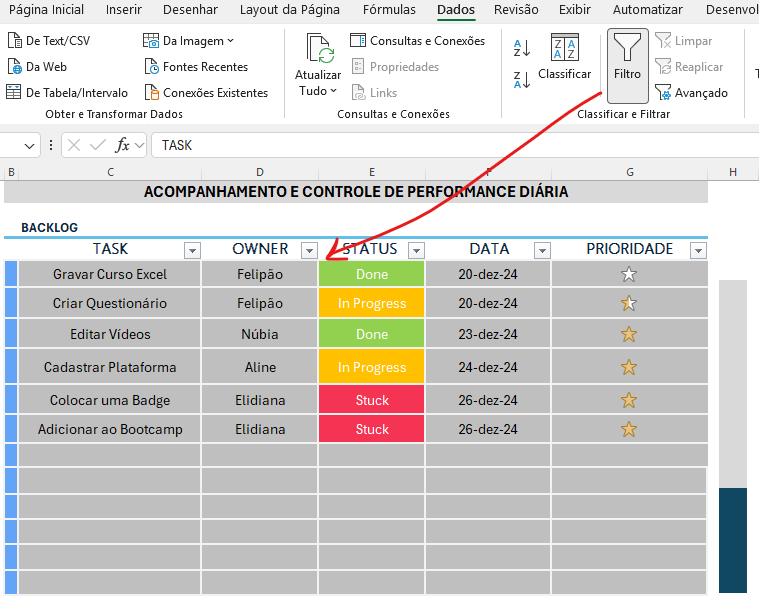 Página Inicial Inserir Desenhar Layout da Página Fórmulas Dados Revisão Exibir Automatizar Desenvol
De Text/CSV Da Imagem Consultas e Conexões Limpar
Da Web Fontes Recentes Propriedades Reaplicar
De Tabela/Intervalo Conexões Existentes Links Avançado
Atualizar Tudo Classificar Filtro
Obter e Transformar Dados Consultas e Conexões Classificar e Filtrar
fx TASK
B C D E F G H
ACOMPANHAMENTO E CONTROLE DE PERFORMANCE DIÁRIA
BACKLOG
TASK OWNER STATUS DATA PRIORIDADE
Gravar Curso Excel Felipão Done 20-dez-24
Criar Questionário Felipão In Progress 20-dez-24
Editar Vídeos Núbia Done 23-dez-24
Cadastrar Plataforma Aline In Progress 24-dez-24
Colocar uma Badge Elidiana Stuck 26-dez-24
Adicionar ao Bootcamp Elidiana Stuck 26-dez-24